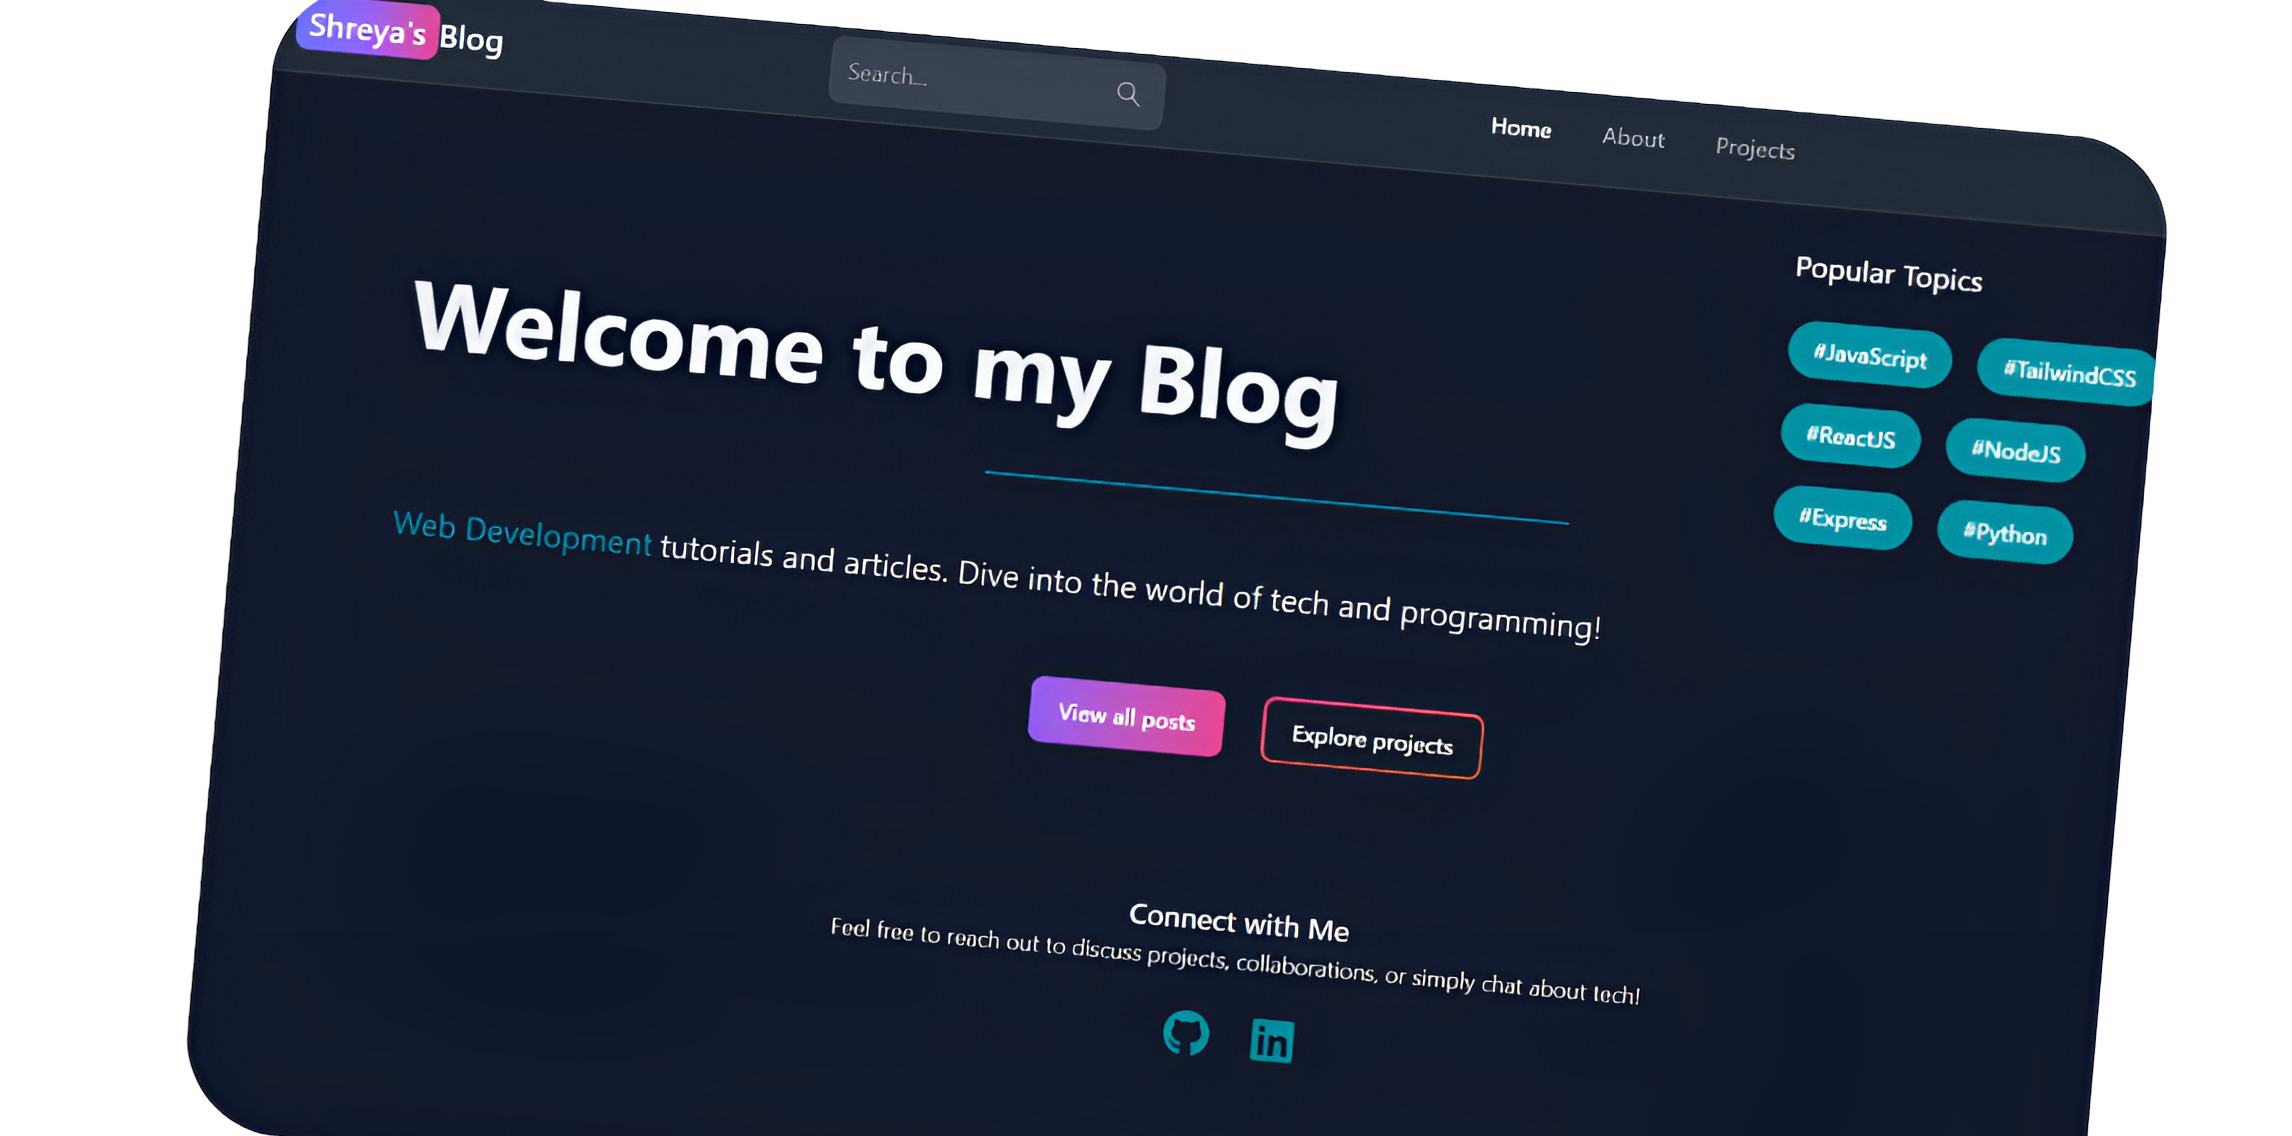 Shreya's Blog
Search...
Home About Projects
Welcome to my Blog
Web Development tutorials and articles. Dive into the world of tech and programming!
View all posts Explore projects
Popular Topics
#JavaScript #TailwindCSS
#ReactJS #NodeJS
#Express #Python
Connect with Me
Feel free to reach out to discuss projects, collaborations, or simply chat about tech!
in